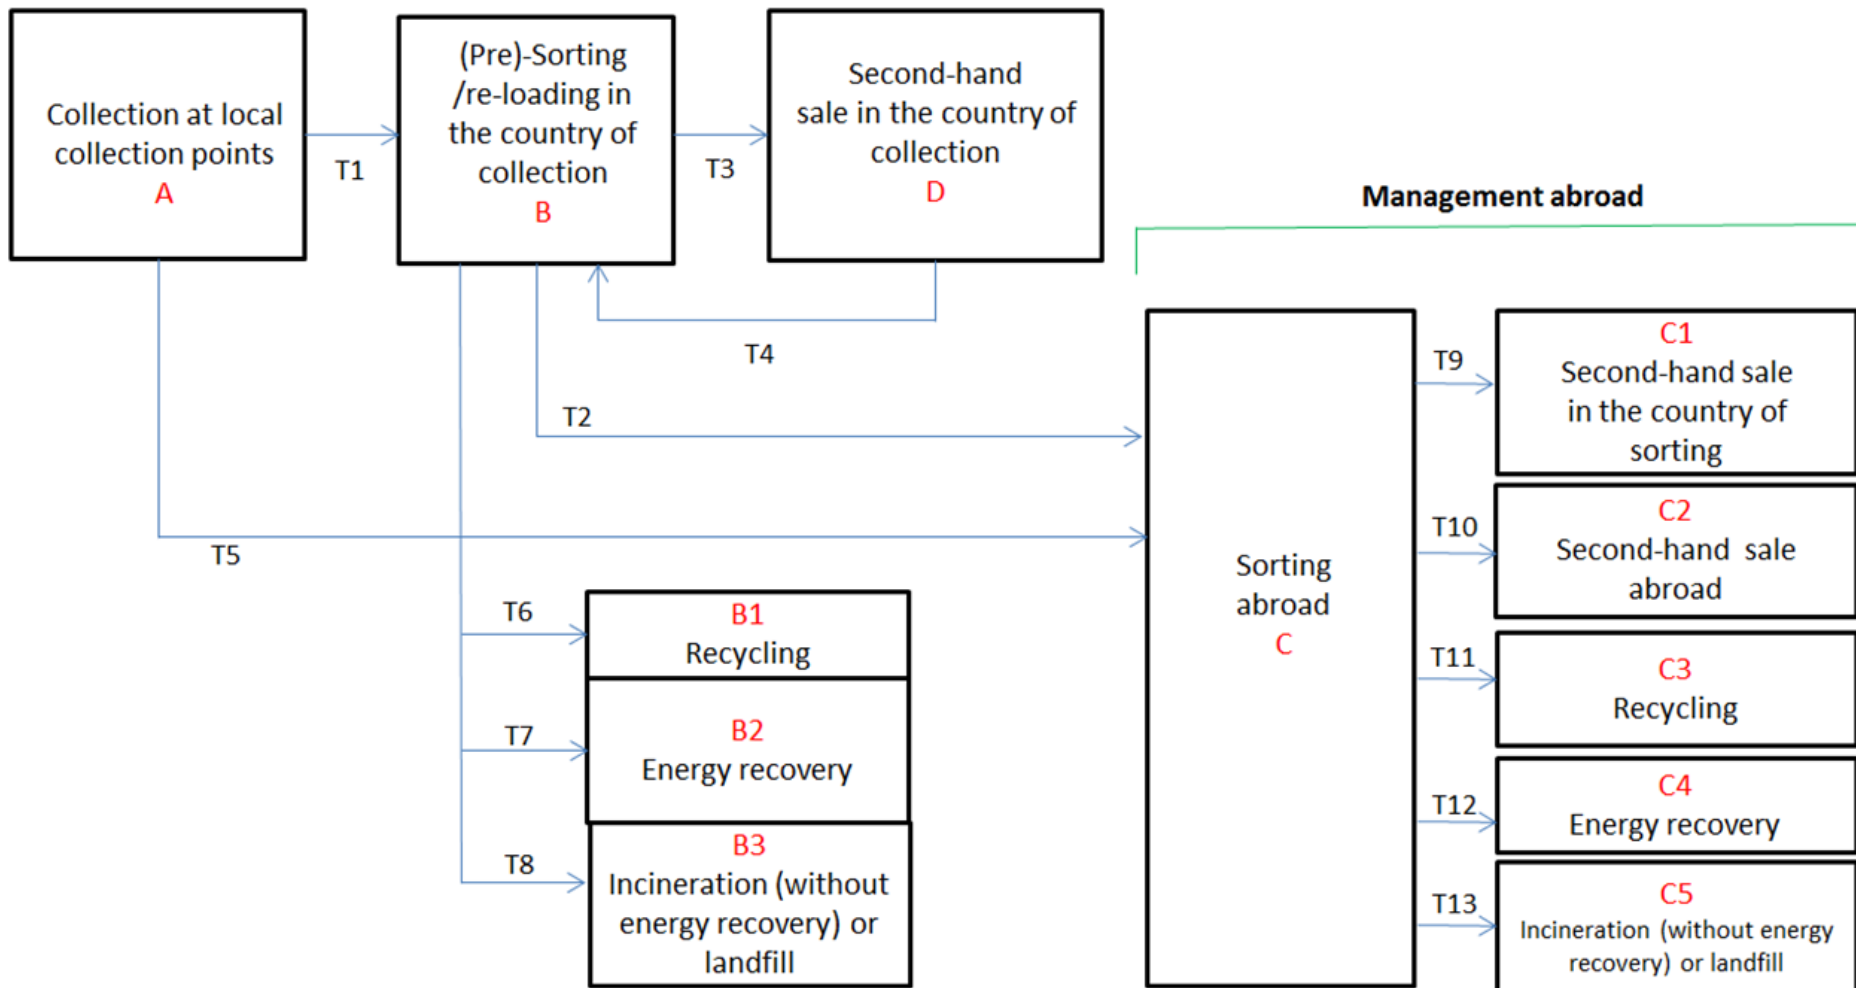 Collection at local
collection points
A
T1
(Pre)-Sorting
/re-loading in
the country of
collection
B
T3
Second-hand
sale in the country of
collection
D
T4
Management abroad
T2
T5
T6
B1
Recycling
T7
B2
Energy recovery
T8
B3
Incineration (without
energy recovery) or
landfill
Sorting
abroad
C
T9
C1
Second-hand sale
in the country of
sorting
T10
C2
Second-hand sale
abroad
T11
C3
Recycling
T12
C4
Energy recovery
T13
C5
Incineration (without energy
recovery) or landfill